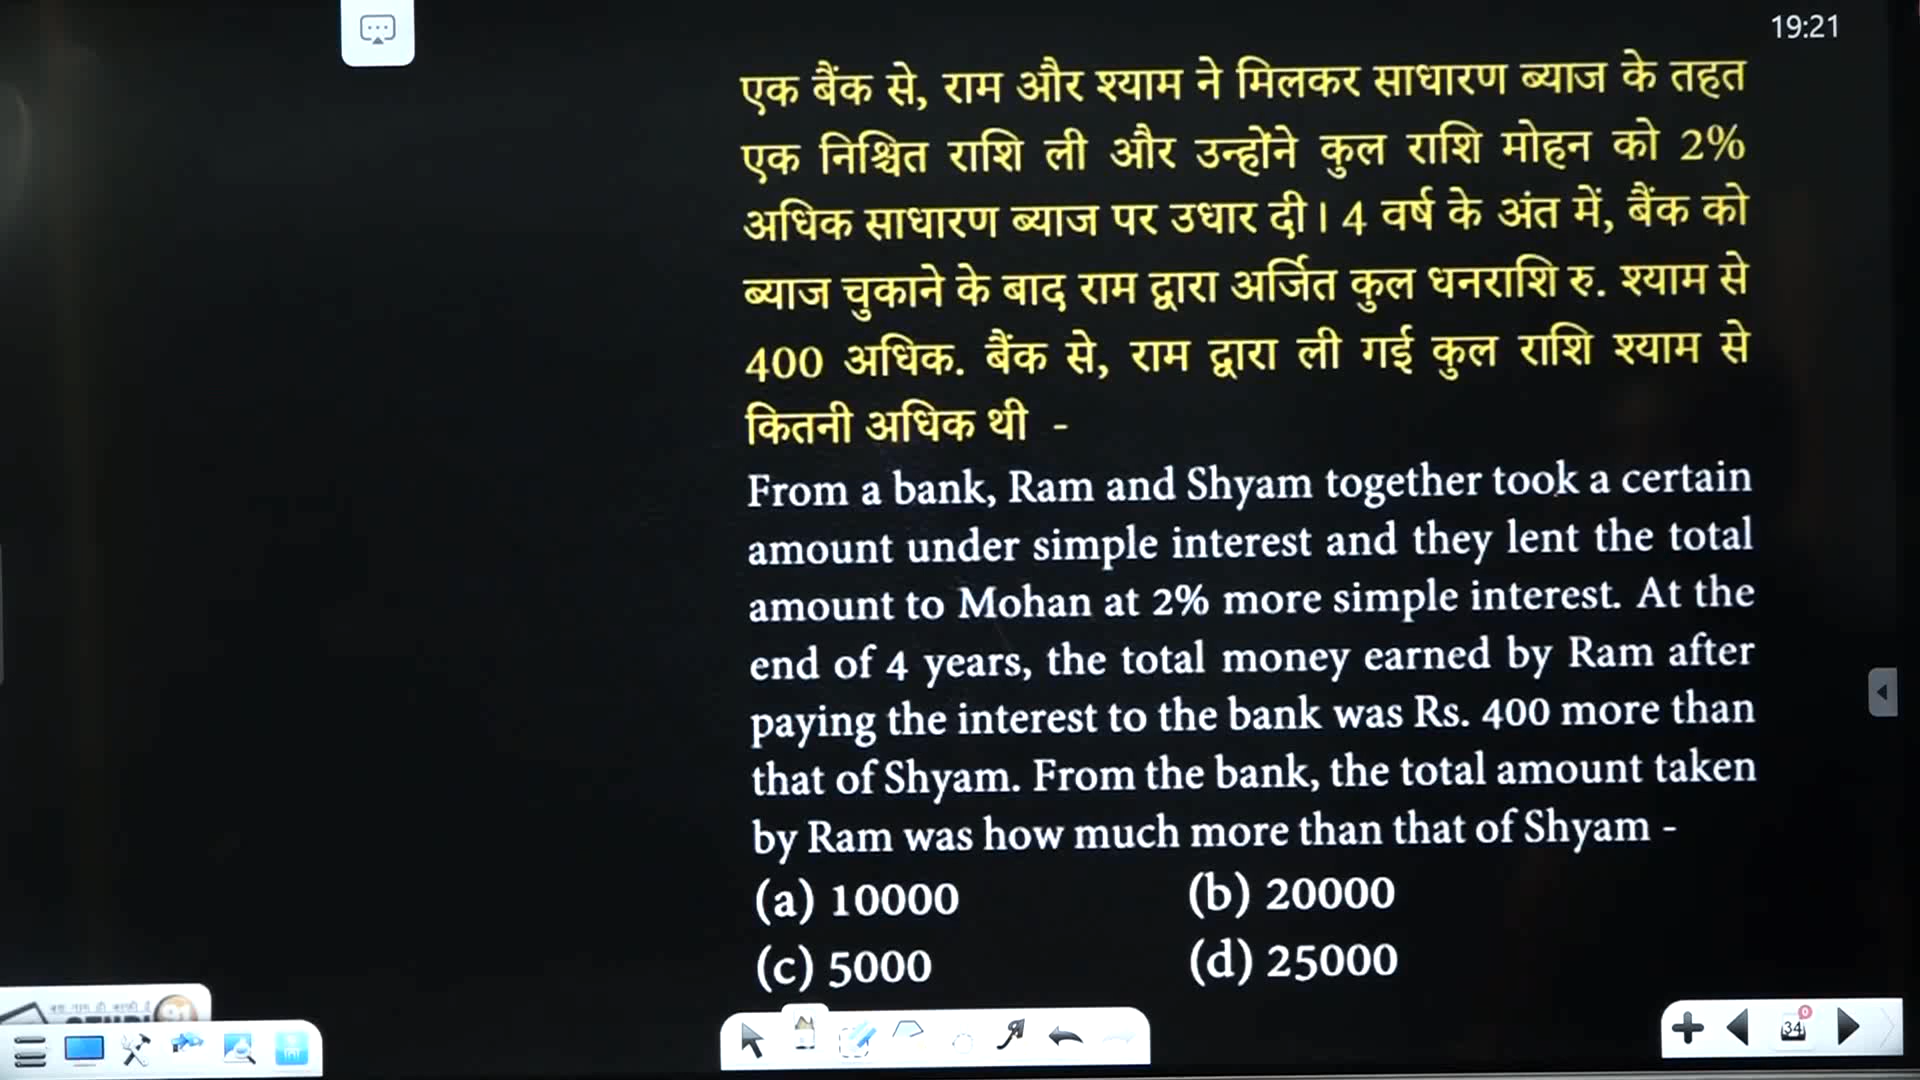 19:21
एक बैंक से, राम और श्याम ने मिलकर साधारण ब्याज के तहत
एक निश्चित राशि ली और उन्होंने कुल राशि मोहन को 2%
अधिक साधारण ब्याज पर उधार दी। 4 वर्ष के अंत में, बैंक को
ब्याज चुकाने के बाद राम द्वारा अर्जित कुल धनराशि रु. श्याम से
400 अधिक. बैंक से, राम द्वारा ली गई कुल राशि श्याम से
कितनी अधिक थी -
From a bank, Ram and Shyam together took a certain
amount under simple interest and they lent the total
amount to Mohan at 2% more simple interest. At the
end of 4 years, the total money earned by Ram after
paying the interest to the bank was Rs. 400 more than
that of Shyam. From the bank, the total amount taken
by Ram was how much more than that of Shyam -
(a) 10000 (b) 20000
(c) 5000 (d) 25000
34
0